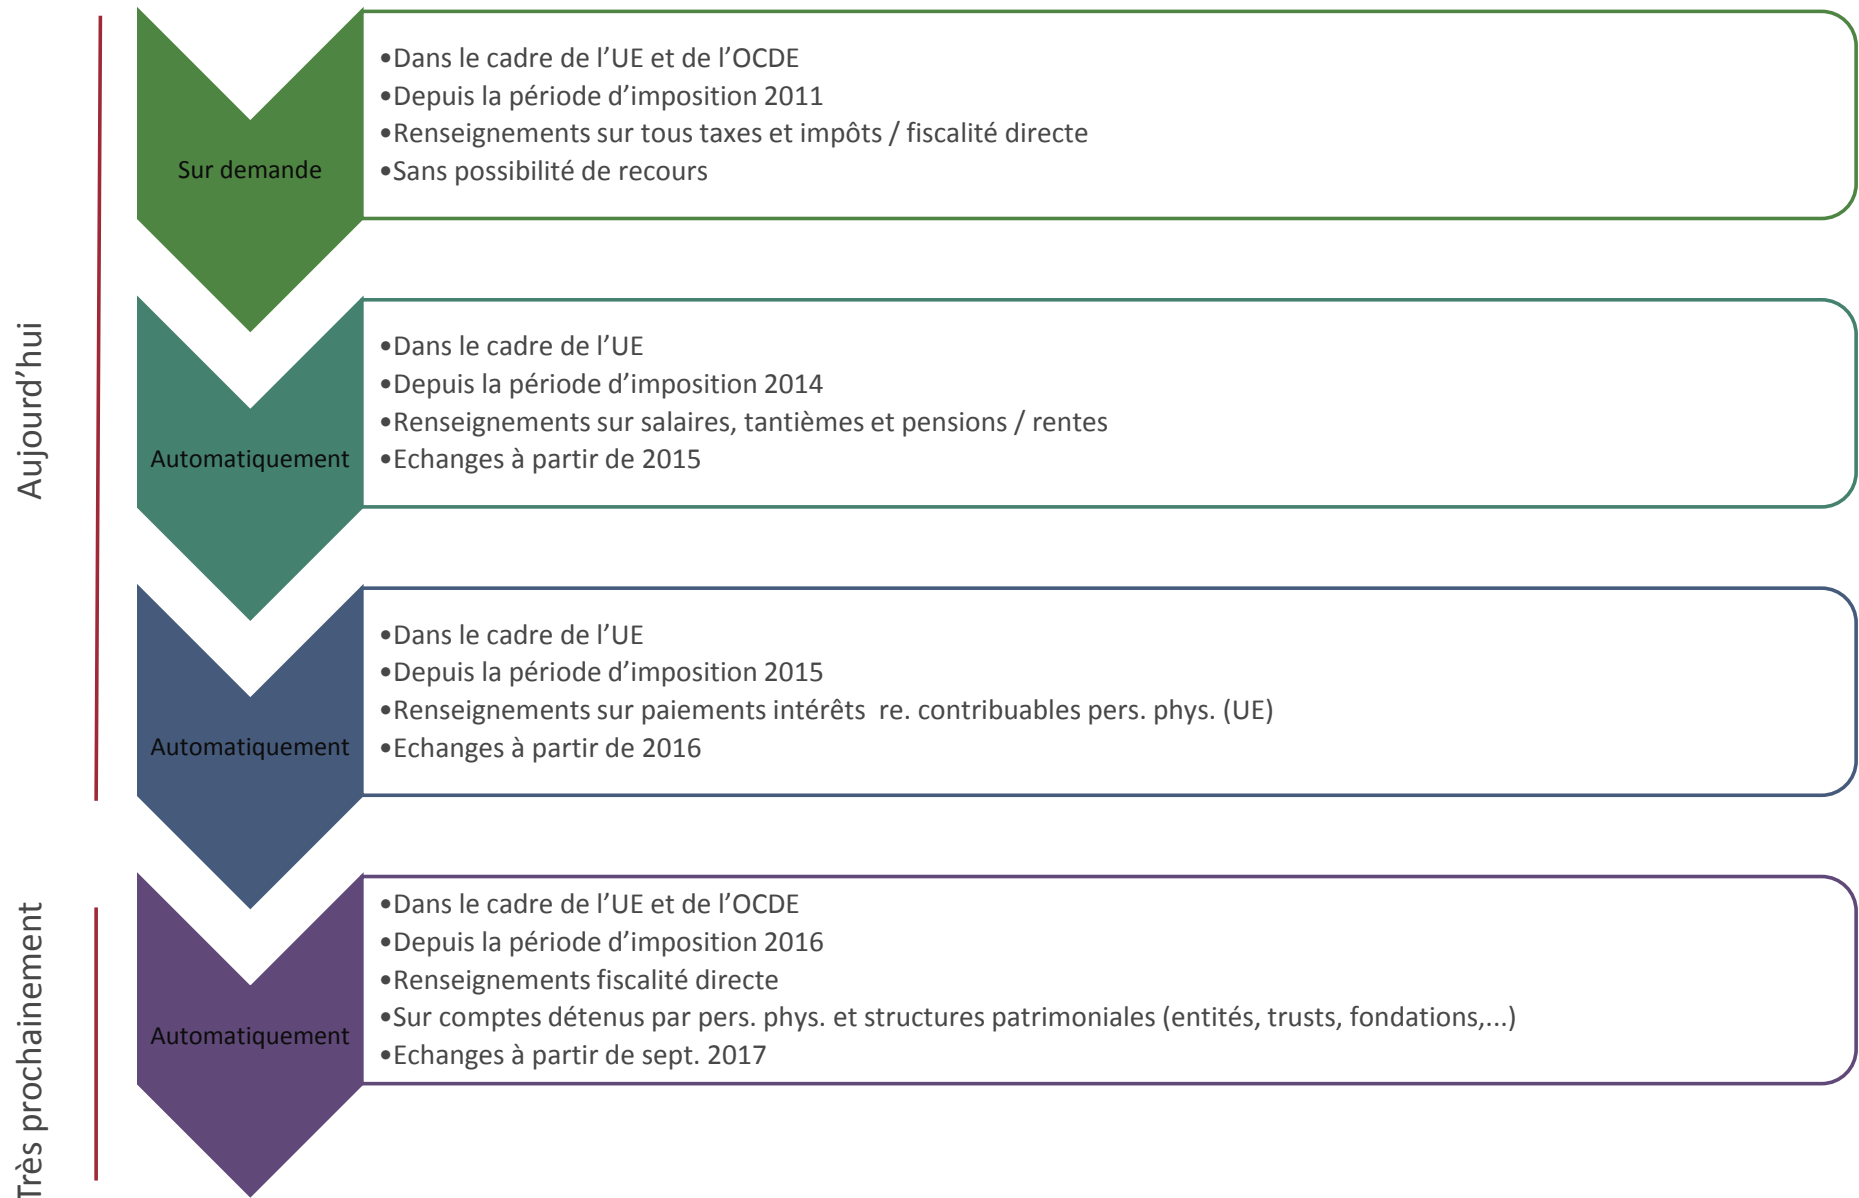 Aujourd’hui
Sur demande
•Dans le cadre de l’UE et de l’OCDE
•Depuis la période d’imposition 2011
•Renseignements sur tous taxes et impôts / fiscalité directe
•Sans possibilité de recours
Automatiquement
•Dans le cadre de l’UE
•Depuis la période d’imposition 2014
•Renseignements sur salaires, tantièmes et pensions / rentes
•Echanges à partir de 2015
Automatiquement
•Dans le cadre de l’UE
•Depuis la période d’imposition 2015
•Renseignements sur paiements intérêts  re. contribuables pers. phys. (UE)
•Echanges à partir de 2016
Très prochainement
Automatiquement
•Dans le cadre de l’UE et de l’OCDE
•Depuis la période d’imposition 2016
•Renseignements fiscalité directe
•Sur comptes détenus par pers. phys. et structures patrimoniales (entités, trusts, fondations,...)
•Echanges à partir de sept. 2017